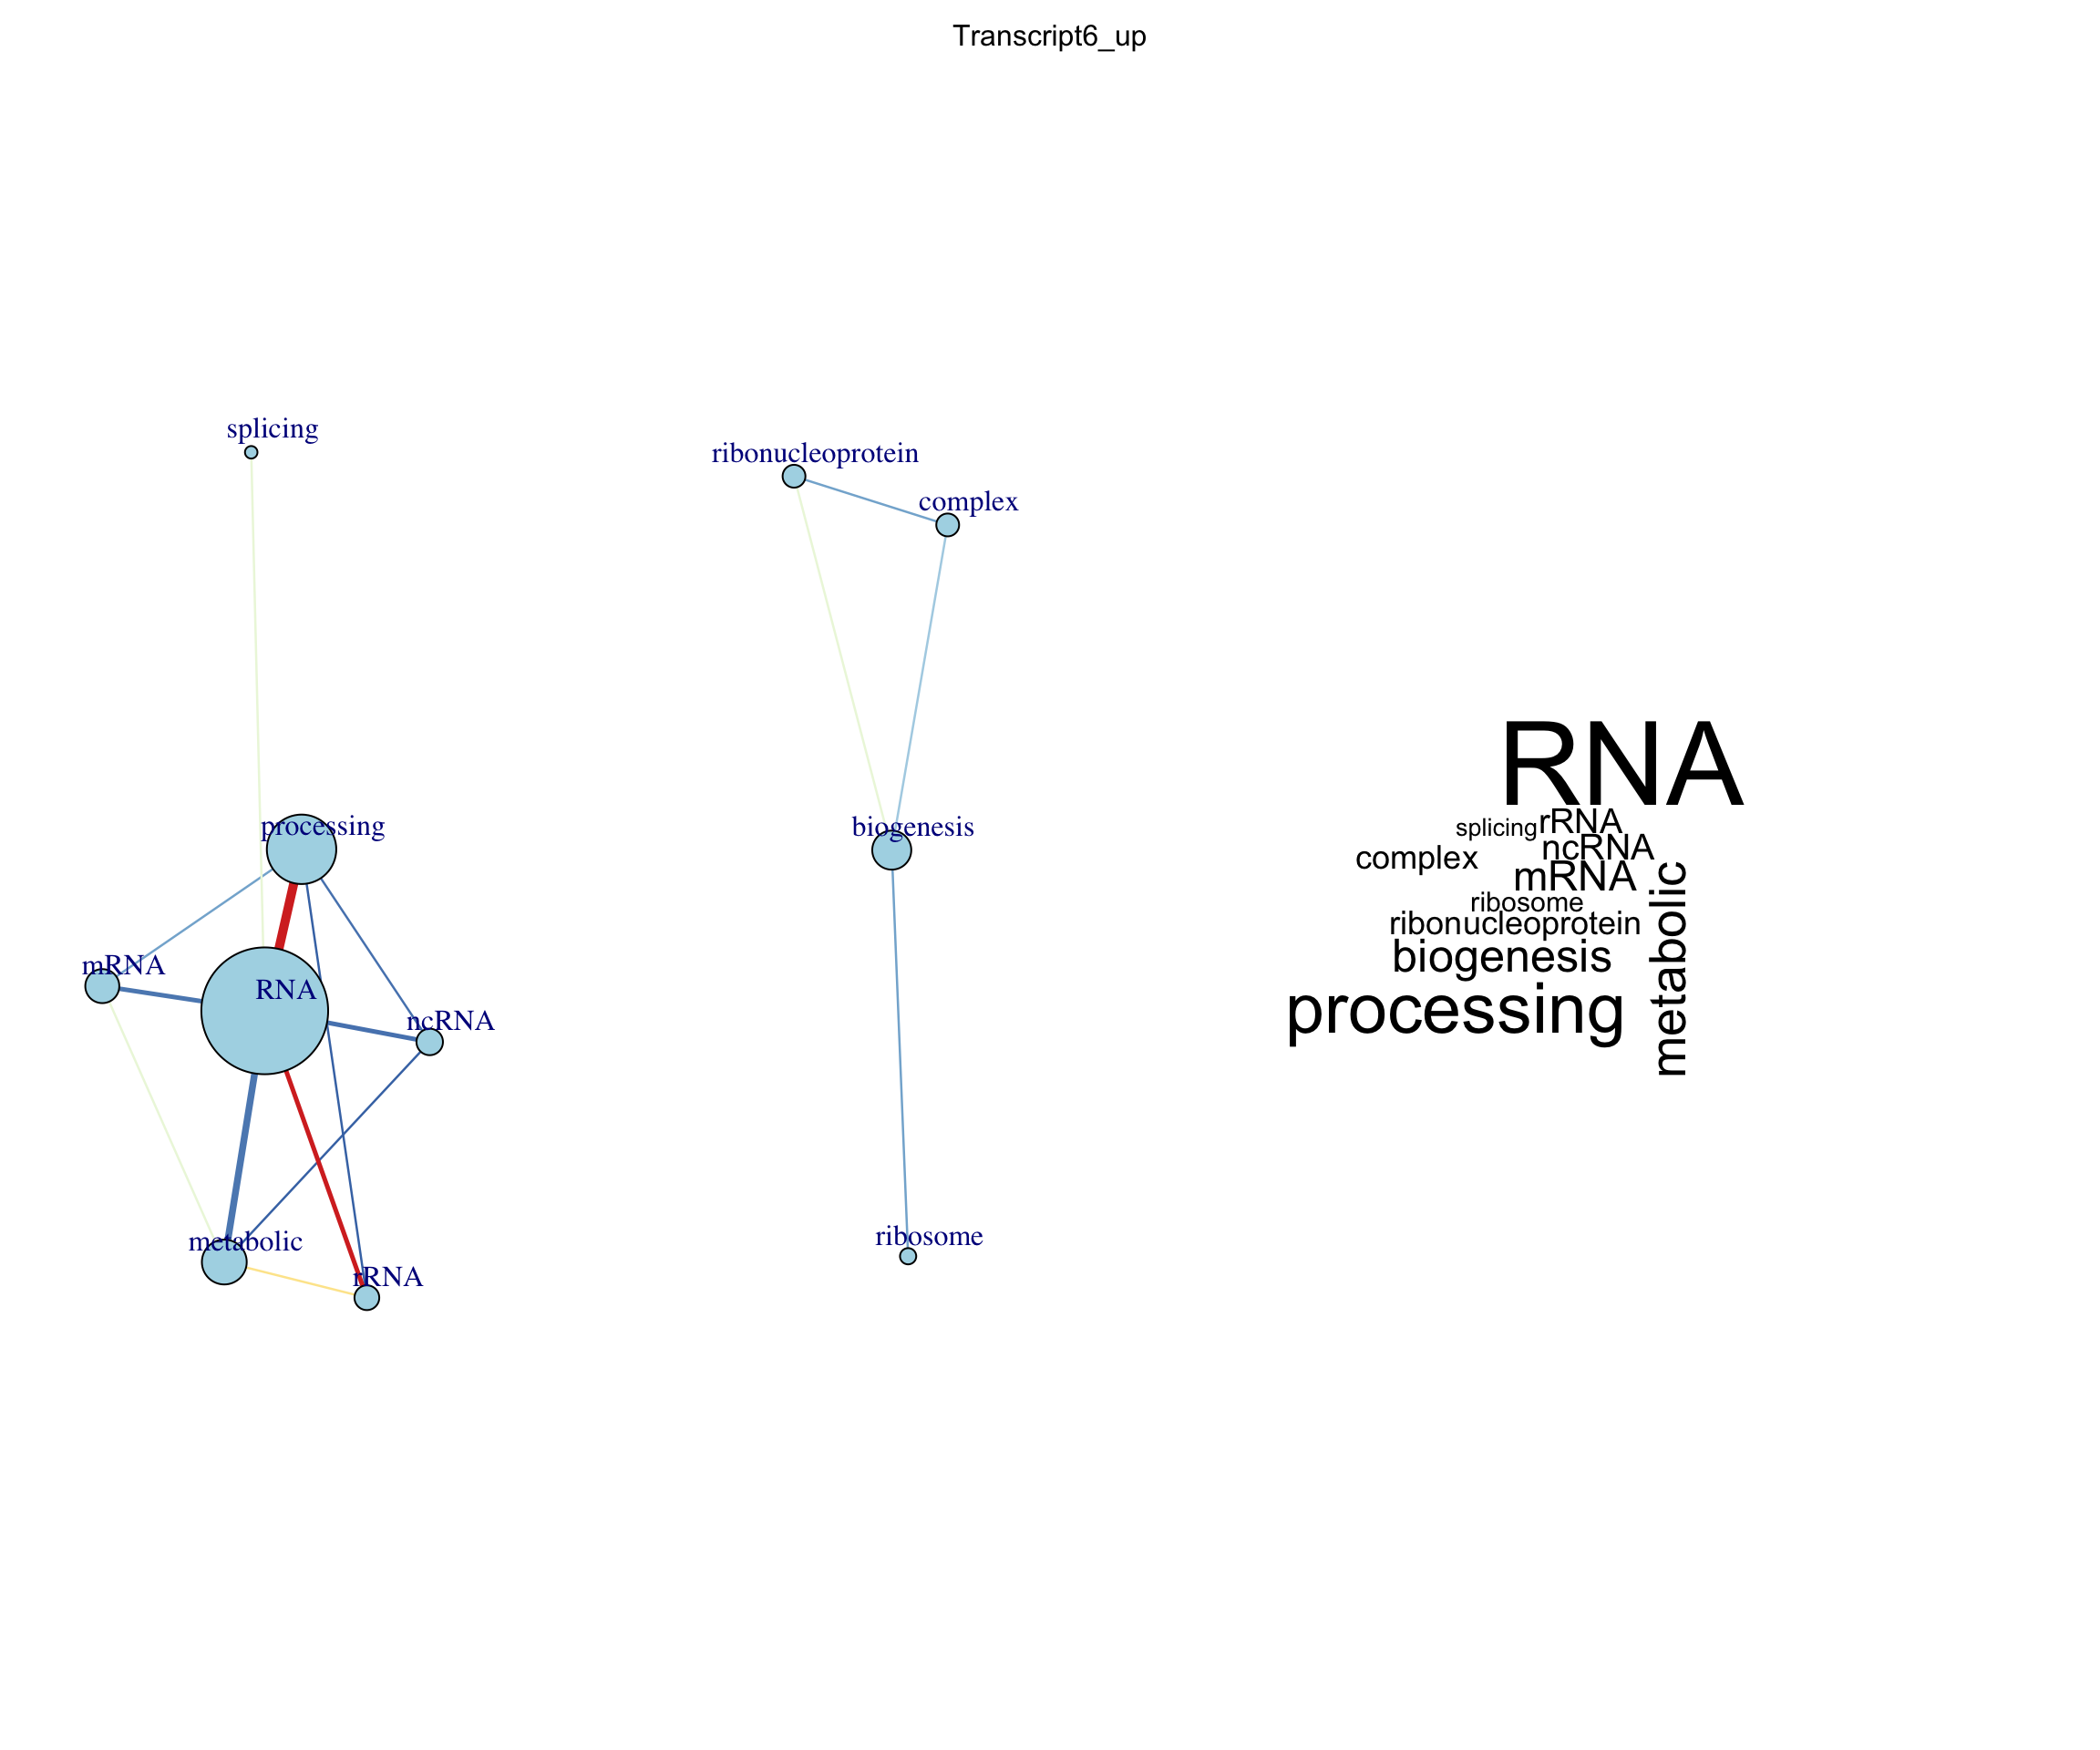 Transcript6_up
splicing
ribonucleoprotein
complex
processing
biogenesis
mRNA
RNA
ncRNA
metabolic
rRNA
ribosome
RNA
splicing
rRNA
ncRNA
complex
mRNA
ribosome
ribonucleoprotein
biogenesis
metabolic
processing